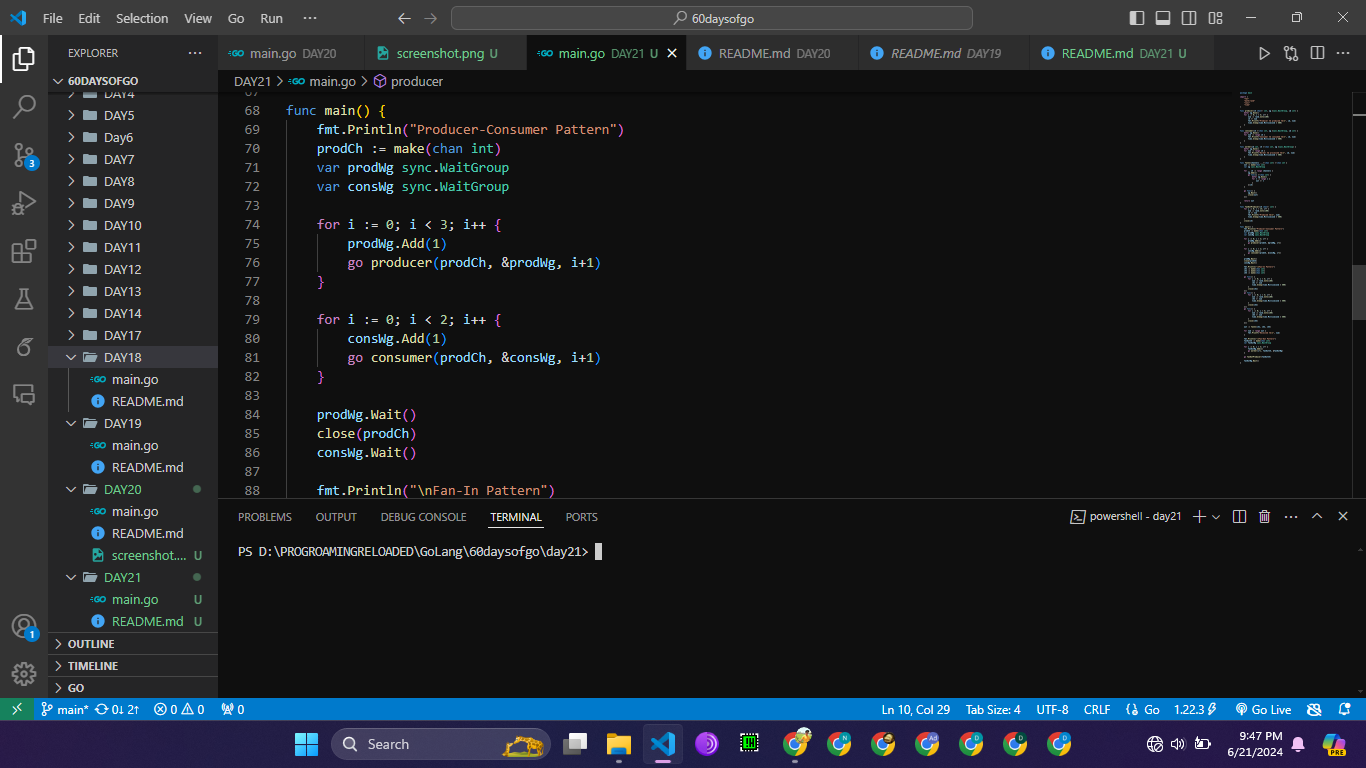 File Edit Selection View Go Run ··· 60daysofgo
EXPLORER ···
main.go DAY20 screenshot.png U main.go DAY21 U README.md DAY20 README.md DAY19 README.md DAY21 U
60DAYSOFGO
DAY21 > main.go > producer
DAY4
DAY5
Day6
DAY7
DAY8
DAY9
DAY10
DAY11
DAY12
DAY13
DAY14
DAY17
DAY18
main.go
README.md
DAY19
main.go
README.md
DAY20
main.go
README.md
screenshot.... U
DAY21
main.go U
README.md U
OUTLINE
TIMELINE
GO
3
1
67
68 func main() {
69 fmt.Println("Producer-Consumer Pattern")
70 prodCh := make(chan int)
71 var prodWg sync.WaitGroup
72 var consWg sync.WaitGroup
73
74 for i := 0; i < 3; i++ {
75 prodWg.Add(1)
76 go producer(prodCh, &prodWg, i+1)
77 }
78
79 for i := 0; i < 2; i++ {
80 consWg.Add(1)
81 go consumer(prodCh, &consWg, i+1)
82 }
83
84 prodWg.Wait()
85 close(prodCh)
86 consWg.Wait()
87
88 fmt.Println("\nFan-In Pattern")
PROBLEMS OUTPUT DEBUG CONSOLE TERMINAL PORTS powershell - day21
PS D:\PROGROAMINGRELOADED\GoLang\60daysofgo\day21>
main* 0↓ 2↑ 0 0 0 Ln 10, Col 29 Tab Size: 4 UTF-8 CRLF Go 1.22.3 Go Live
Search
9:47 PM
6/21/2024
PRE